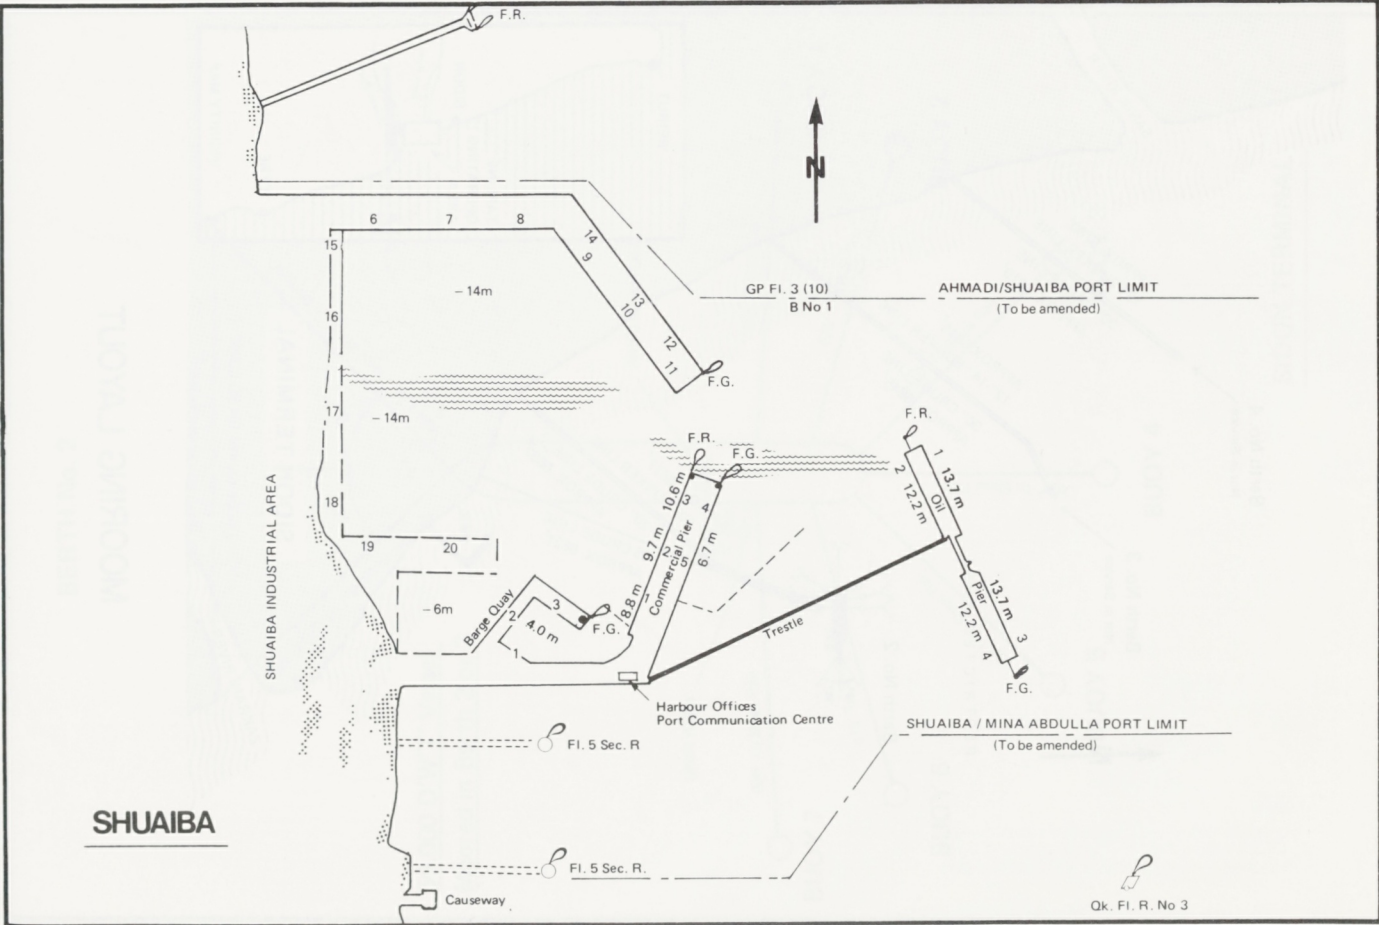 F.R.
N
6 7 8
15
14
9
16
– 14m
13
10
12
11
F.G.
GP Fl. 3 (10)
B No 1
AHMADI/SHUAIBA PORT LIMIT
(To be amended)
17
– 14m
18
19 20
SHUAIBA INDUSTRIAL AREA
– 6m
Barge Quay
1
2
3
4.0 m
F.G.
F.R.
F.G.
10.6 m
9.7 m
8.8 m
3
2
1
Commercial Pier
4
5
6.7 m
Trestle
F.R.
1
13.7 m
2
12.2 m
Oil
Pier
13.7 m
3
12.2 m
4
F.G.
Harbour Offices
Port Communication Centre
SHUAIBA / MINA ABDULLA PORT LIMIT
(To be amended)
Fl. 5 Sec. R
SHUAIBA
Fl. 5 Sec. R.
Causeway
Qk. Fl. R. No 3